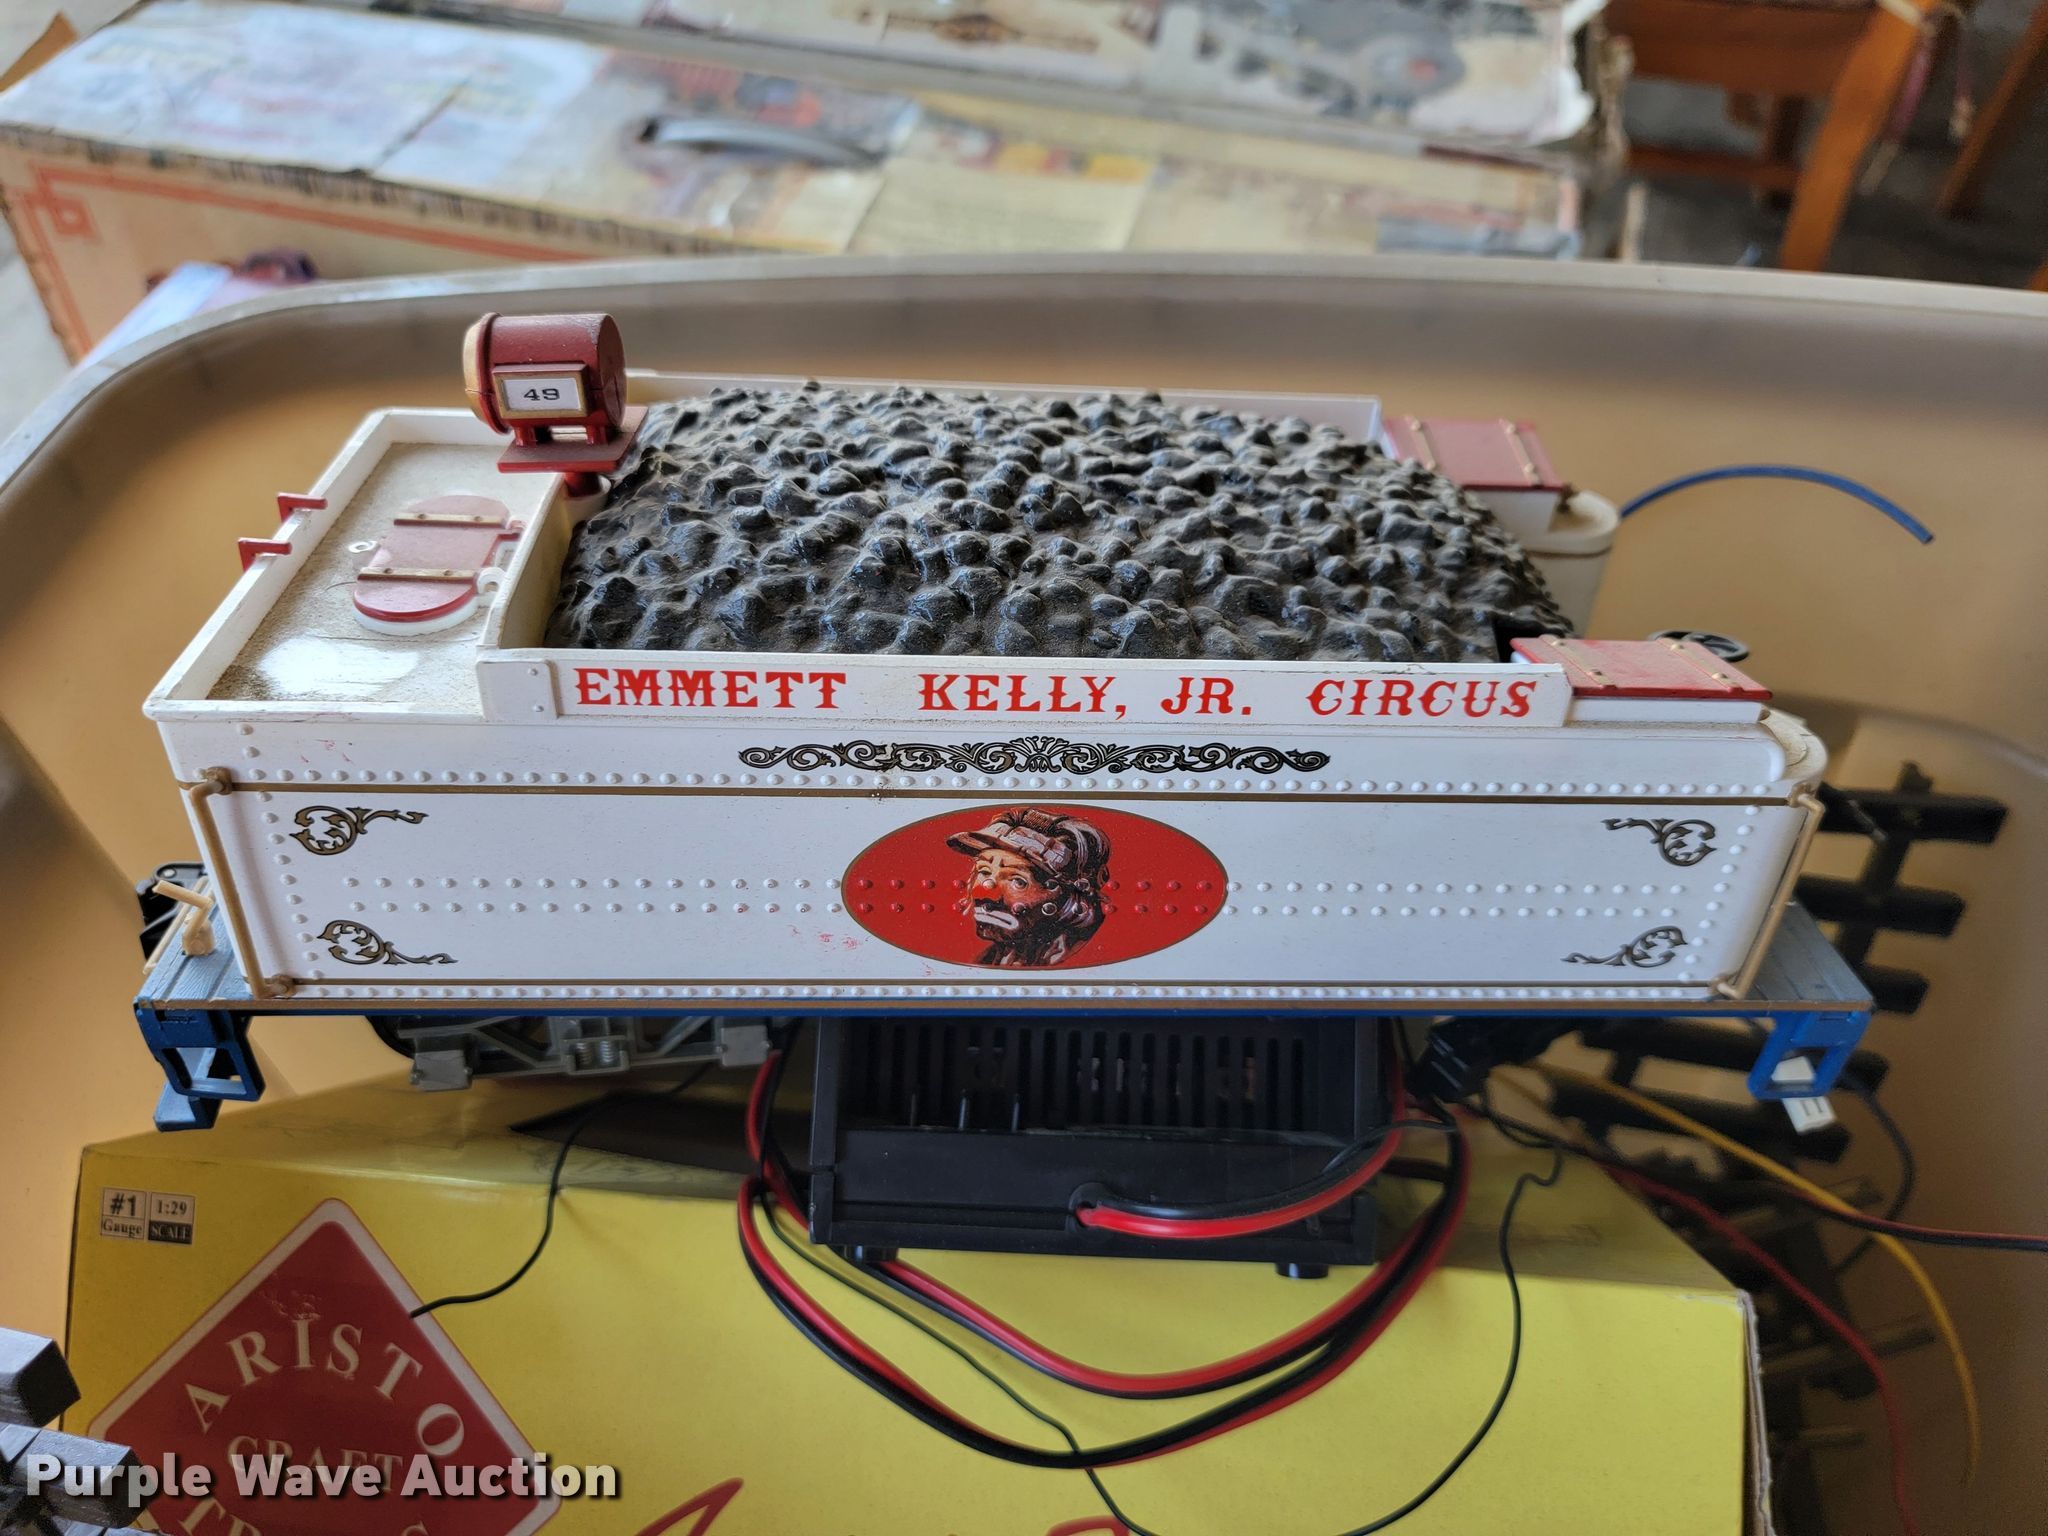 49
EMMETT KELLY, JR. CIRCUS
#1 Gauge
1:29 SCALE
ARISTO
CRAFT
Purple Wave Auction